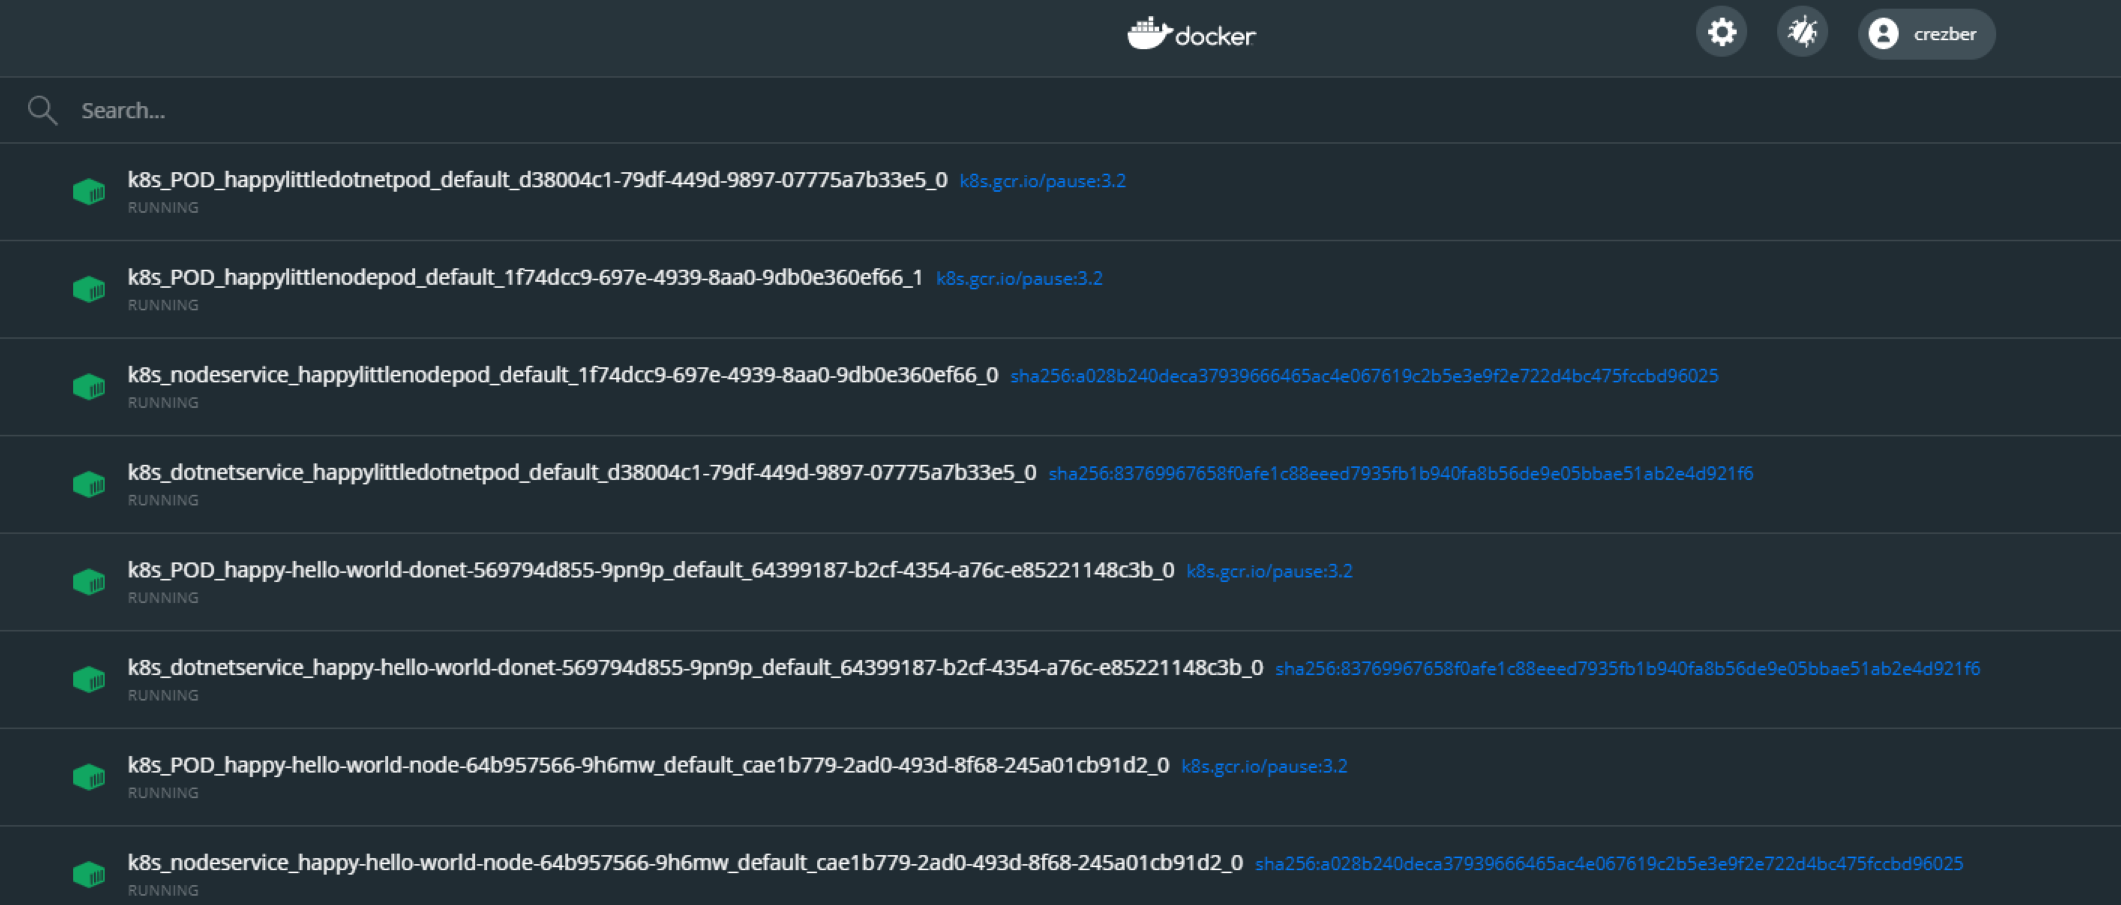 docker
crezber
Search...
k8s_POD_happylittledotnetpod_default_d38004c1-79df-449d-9897-07775a7b33e5_0 k8s.gcr.io/pause:3.2
RUNNING
k8s_POD_happylittlenodepod_default_1f74dcc9-697e-4939-8aa0-9db0e360ef66_1 k8s.gcr.io/pause:3.2
RUNNING
k8s_nodeservice_happylittlenodepod_default_1f74dcc9-697e-4939-8aa0-9db0e360ef66_0 sha256:a028b240deca37939666465ac4e067619c2b5e3e9f2e722d4bc475fccbd96025
RUNNING
k8s_dotnetservice_happylittledotnetpod_default_d38004c1-79df-449d-9897-07775a7b33e5_0 sha256:83769967658f0afe1c88eeed7935fb1b940fa8b56de9e05bbae51ab2e4d921f6
RUNNING
k8s_POD_happy-hello-world-donet-569794d855-9pn9p_default_64399187-b2cf-4354-a76c-e85221148c3b_0 k8s.gcr.io/pause:3.2
RUNNING
k8s_dotnetservice_happy-hello-world-donet-569794d855-9pn9p_default_64399187-b2cf-4354-a76c-e85221148c3b_0 sha256:83769967658f0afe1c88eeed7935fb1b940fa8b56de9e05bbae51ab2e4d921f6
RUNNING
k8s_POD_happy-hello-world-node-64b957566-9h6mw_default_cae1b779-2ad0-493d-8f68-245a01cb91d2_0 k8s.gcr.io/pause:3.2
RUNNING
k8s_nodeservice_happy-hello-world-node-64b957566-9h6mw_default_cae1b779-2ad0-493d-8f68-245a01cb91d2_0 sha256:a028b240deca37939666465ac4e067619c2b5e3e9f2e722d4bc475fccbd96025
RUNNING